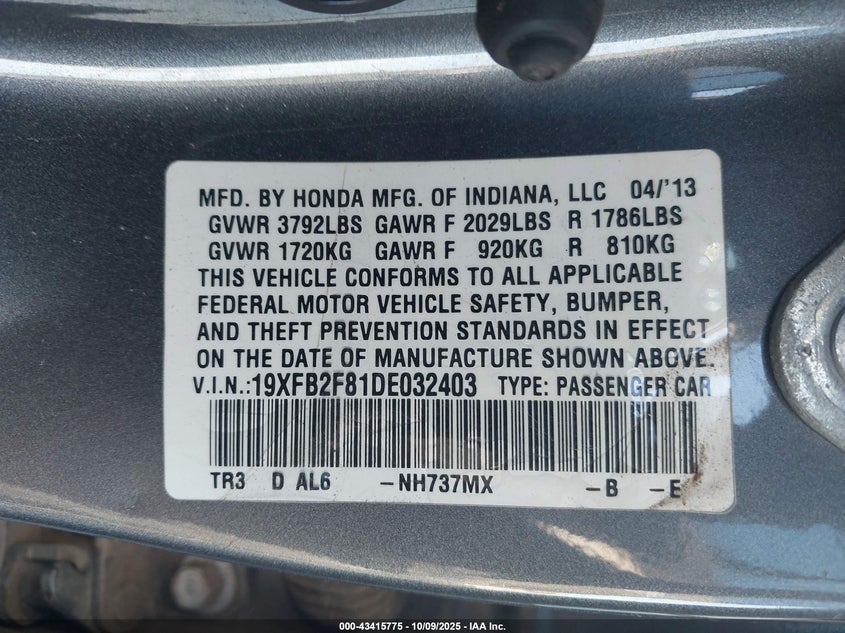 MFD. BY HONDA MFG. OF INDIANA, LLC 04/'13
GVWR 3792LBS GAWR F 2029LBS R 1786LBS
GVWR 1720KG GAWR F 920KG R 810KG
THIS VEHICLE CONFORMS TO ALL APPLICABLE
FEDERAL MOTOR VEHICLE SAFETY, BUMPER,
AND THEFT PREVENTION STANDARDS IN EFFECT
ON THE DATE OF MANUFACTURE SHOWN ABOVE.
V.I.N.:19XFB2F81DE032403 TYPE: PASSENGER CAR
TR3 D AL6 -NH737MX -B -E
000-43415775 - 10/09/2025 - IAA Inc.